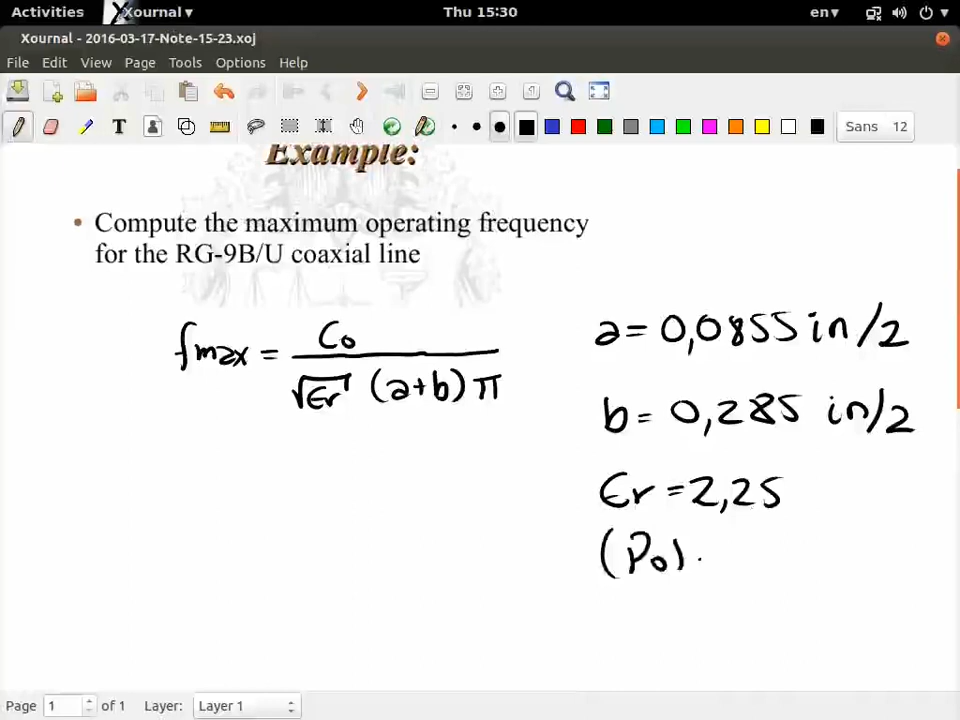 Activities Xournal ▾ Thu 15:30 en ▾
Xournal - 2016-03-17-Note-15-23.xoj
File Edit View Page Tools Options Help
Sans 12
Example:
• Compute the maximum operating frequency
for the RG-9B/U coaxial line
fmax = C₀ / (√εr (a+b) π)
a = 0,0855 in/2
b = 0,285 in/2
εr = 2,25
(Pol
Page 1 of 1 Layer: Layer 1